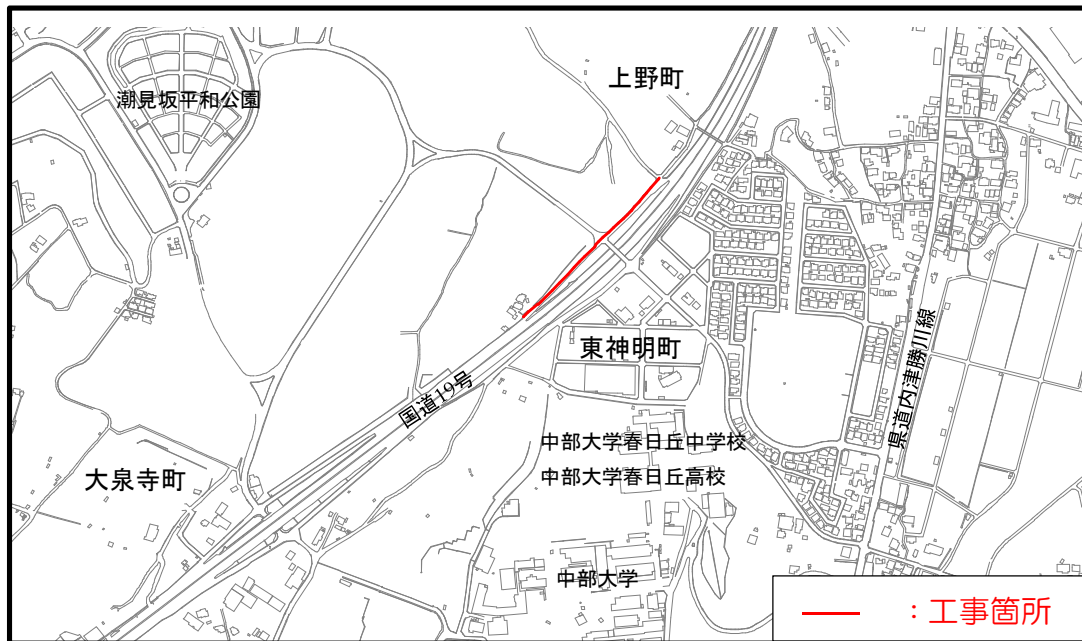 上野町
潮見坂平和公園
東神明町
国道19号
県道内津勝川線
中部大学春日丘中学校
中部大学春日丘高校
大泉寺町
中部大学
：工事箇所